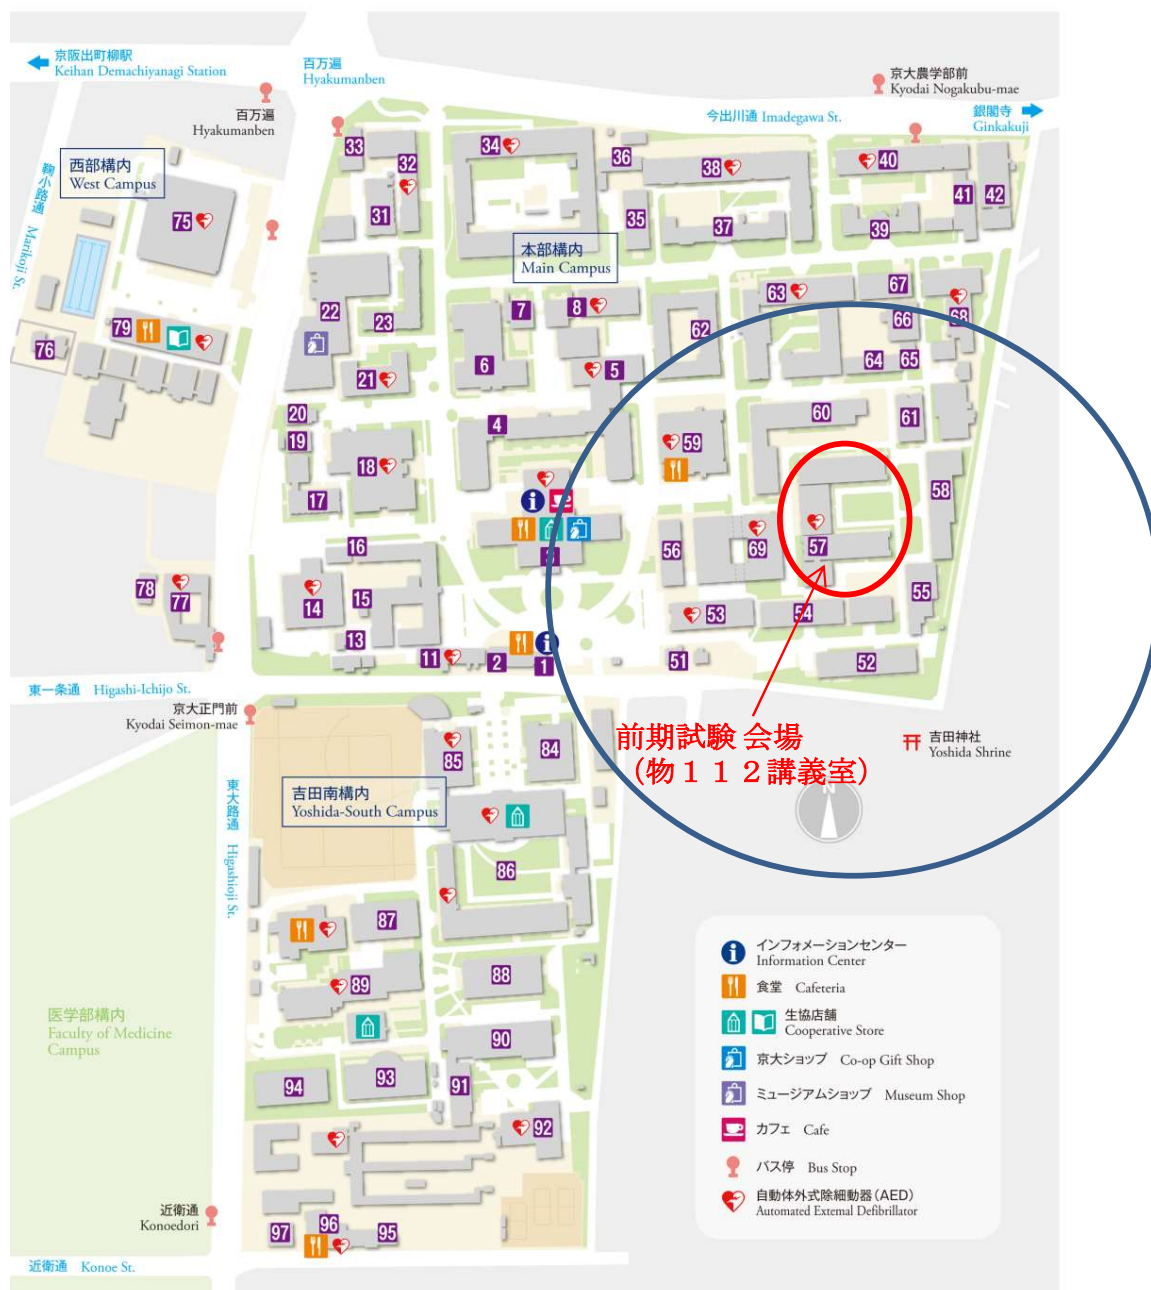 京阪出町柳駅
Keihan Demachiyanagi Station
百万遍
Hyakumanben
百万遍
Hyakumanben
京大農学部前
Kyodai Nogakubu-mae
今出川通 Imadegawa St.
銀閣寺
Ginkakuji
西部構内
West Campus
鞠小路通 Marikoji St.
本部構内
Main Campus
33
32
34
36
38
40
41
42
31
35
37
39
75
22
23
7
8
63
67
68
66
62
79
76
6
5
64
65
21
20
19
4
60
61
59
18
17
58
16
3
56
69
57
78
77
14
15
13
53
54
55
11
2
1
51
52
東一条通 Higashi-Ichijo St.
京大正門前
Kyodai Seimon-mae
前期試験 会場
(物112講義室)
吉田神社
Yoshida Shrine
N
85
84
吉田南構内
Yoshida-South Campus
東大路通 Higashioji St.
86
87
88
89
90
医学部構内
Faculty of Medicine
Campus
94
93
91
92
近衛通
Konoedori
97
96
95
近衛通 Konoe St.
インフォメーションセンター
Information Center
食堂 Cafeteria
生協店舗
Cooperative Store
京大ショップ Co-op Gift Shop
ミュージアムショップ Museum Shop
カフェ Cafe
バス停 Bus Stop
自動体外式除細動器(AED)
Automated External Defibrillator